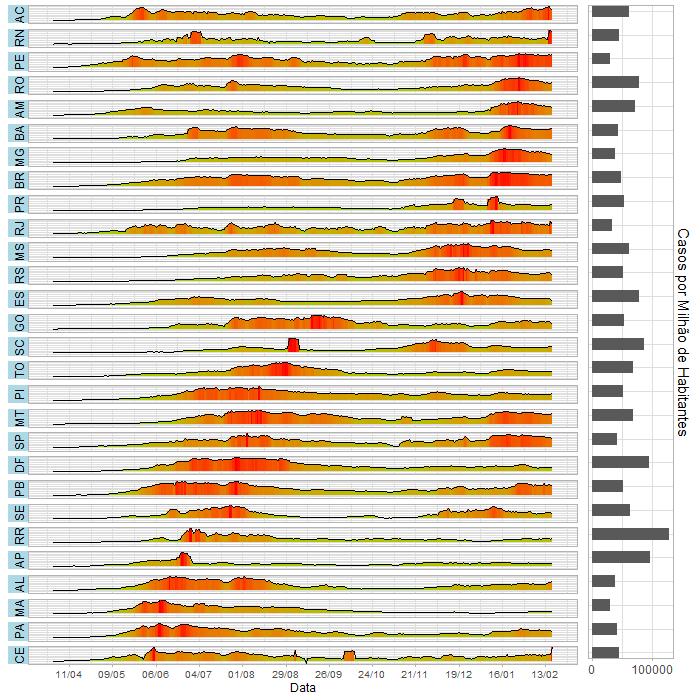 AC
RN
PE
RO
AM
BA
MG
BR
PR
RJ
MS
RS
ES
GO
SC
TO
PI
MT
SP
DF
PB
SE
RR
AP
AL
MA
PA
CE
11/04 09/05 06/06 04/07 01/08 29/08 26/09 24/10 21/11 19/12 16/01 13/02
Data
0 100000
Casos por Milhão de Habitantes